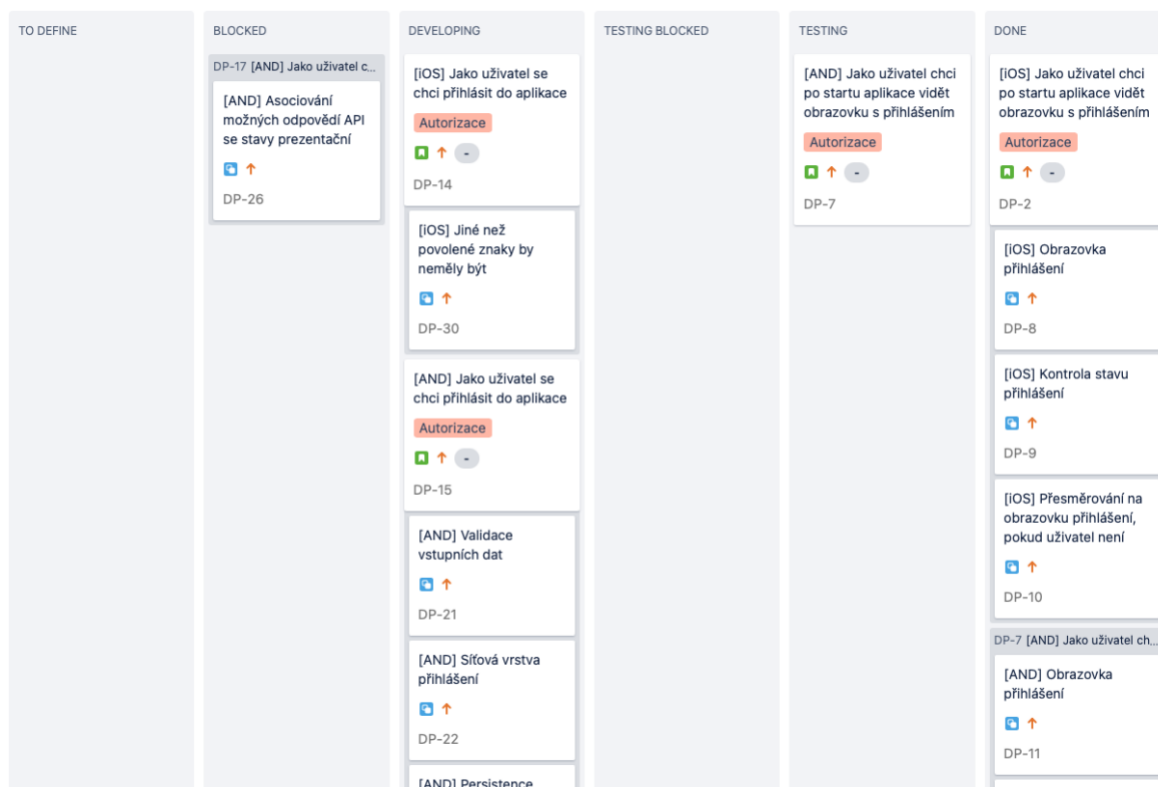 TO DEFINE
BLOCKED
DP-17 [AND] Jako uživatel c...
[AND] Asociování
možných odpovědí API
se stavy prezentační
DP-26
DEVELOPING
[iOS] Jako uživatel se
chci přihlásit do aplikace
Autorizace
-
DP-14
[iOS] Jiné než
povolené znaky by
neměly být
DP-30
[AND] Jako uživatel se
chci přihlásit do aplikace
Autorizace
-
DP-15
[AND] Validace
vstupních dat
DP-21
[AND] Síťová vrstva
přihlášení
DP-22
[AND] Persistence
TESTING BLOCKED
TESTING
[AND] Jako uživatel chci
po startu aplikace vidět
obrazovku s přihlášením
Autorizace
-
DP-7
DONE
[iOS] Jako uživatel chci
po startu aplikace vidět
obrazovku s přihlášením
Autorizace
-
DP-2
[iOS] Obrazovka
přihlášení
DP-8
[iOS] Kontrola stavu
přihlášení
DP-9
[iOS] Přesměrování na
obrazovku přihlášení,
pokud uživatel není
DP-10
DP-7 [AND] Jako uživatel ch...
[AND] Obrazovka
přihlášení
DP-11